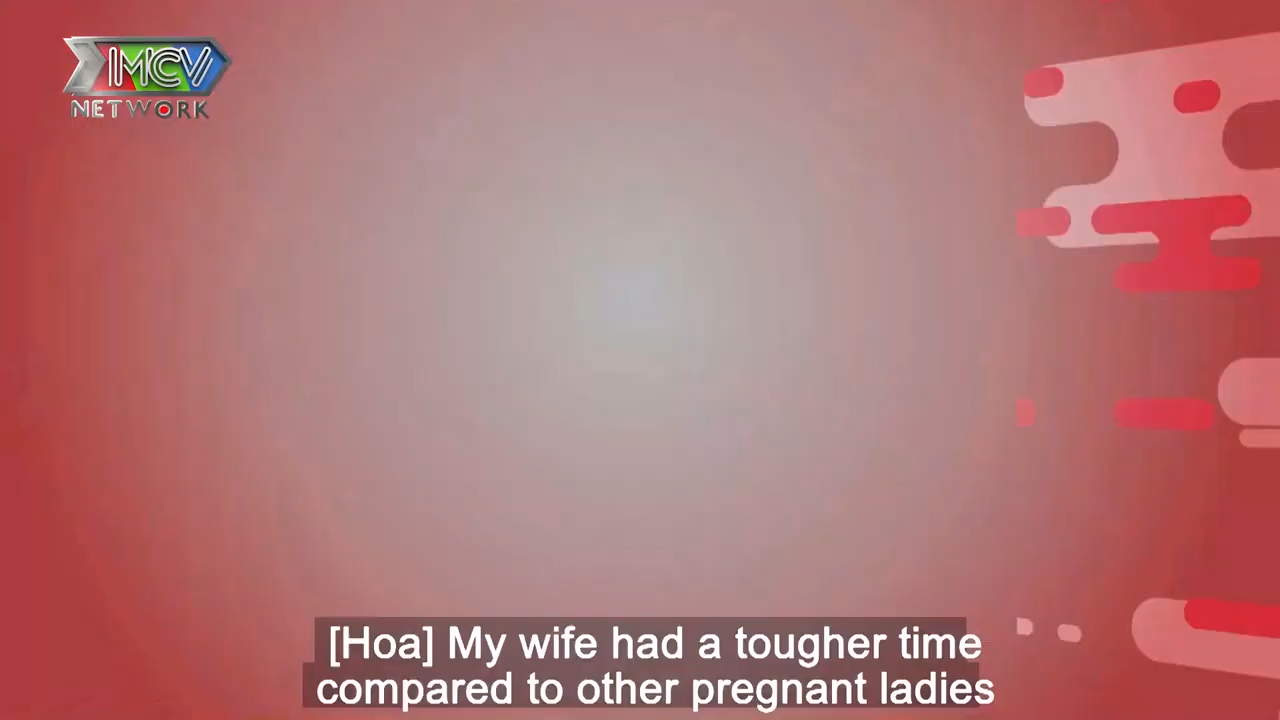 MCV
NETWORK
[Hoa] My wife had a tougher time
compared to other pregnant ladies